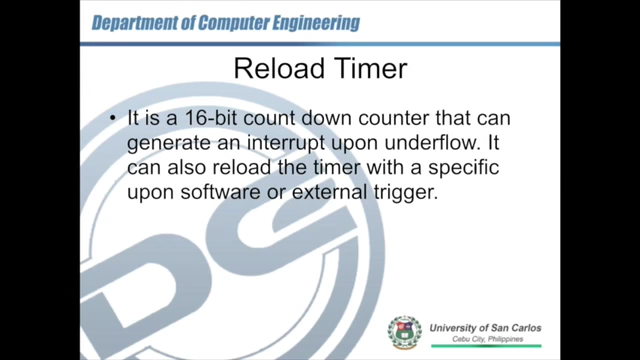 Department of Computer Engineering
Reload Timer
• It is a 16-bit count down counter that can
generate an interrupt upon underflow. It
can also reload the timer with a specific
upon software or external trigger.
University of San Carlos
Cebu City, Philippines